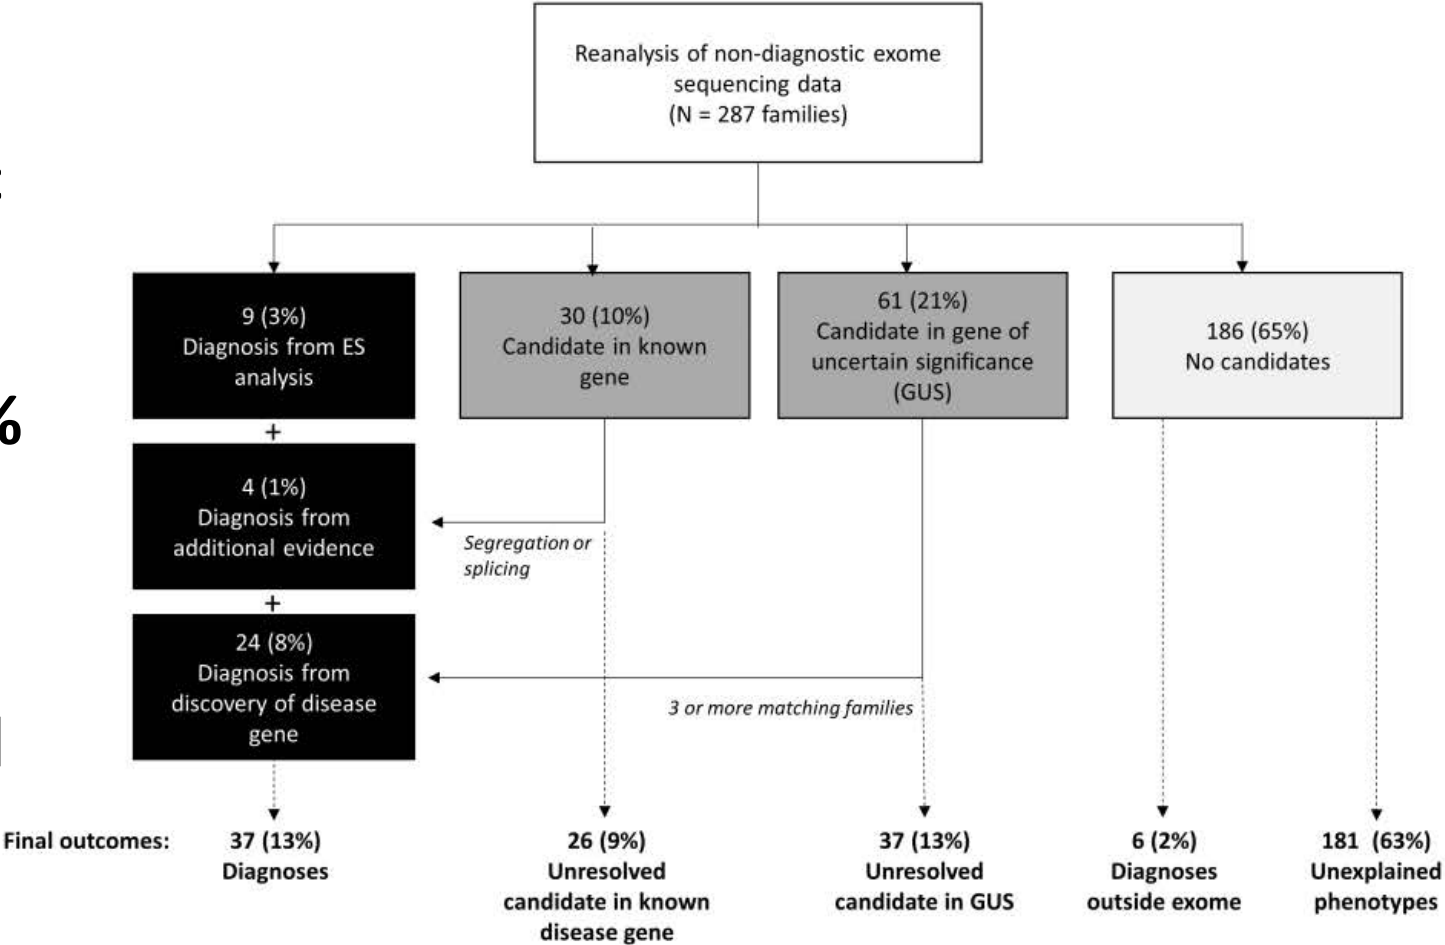 Reanalysis of non-diagnostic exome
sequencing data
(N = 287 families)
9 (3%)
Diagnosis from ES
analysis
30 (10%)
Candidate in known
gene
61 (21%)
Candidate in gene of
uncertain significance
(GUS)
186 (65%)
No candidates
%
+
4 (1%)
Diagnosis from
additional evidence
Segregation or
splicing
+
24 (8%)
Diagnosis from
discovery of disease
gene
3 or more matching families
Final outcomes:
37 (13%)
Diagnoses
26 (9%)
Unresolved
candidate in known
disease gene
37 (13%)
Unresolved
candidate in GUS
6 (2%)
Diagnoses
outside exome
181 (63%)
Unexplained
phenotypes